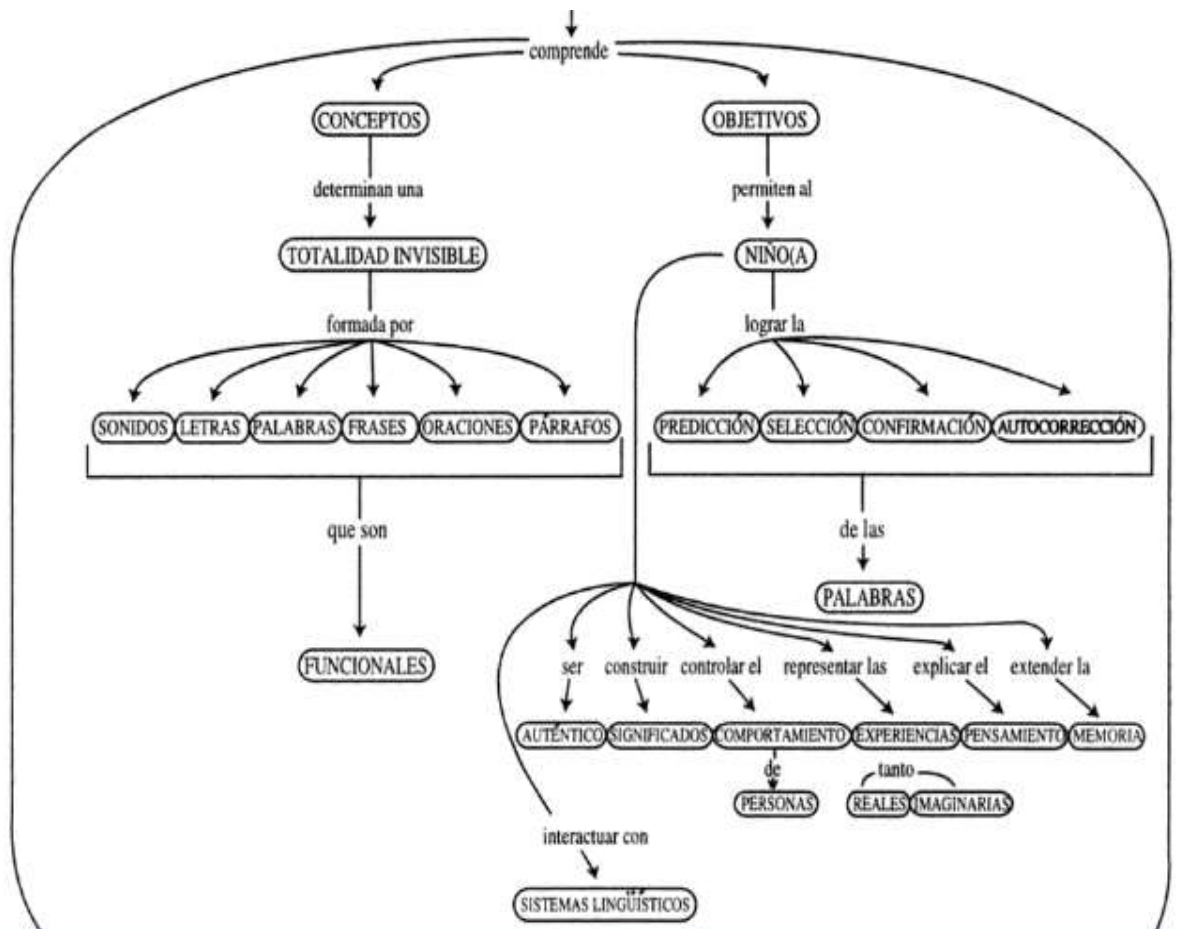 comprende
CONCEPTOS OBJETIVOS
determinan una permiten al
TOTALIDAD INVISIBLE NIÑO(A
formada por lograr la
SONIDOS LETRAS PALABRAS FRASES ORACIONES PÁRRAFOS PREDICCIÓN SELECCIÓN CONFIRMACIÓN AUTOCORRECCIÓN
que son de las
PALABRAS
FUNCIONALES
ser construir controlar el representar las explicar el extender la
AUTÉNTICO SIGNIFICADOS COMPORTAMIENTO EXPERIENCIAS PENSAMIENTO MEMORIA
de tanto
PERSONAS REALES IMAGINARIAS
interactuar con
SISTEMAS LINGÜÍSTICOS